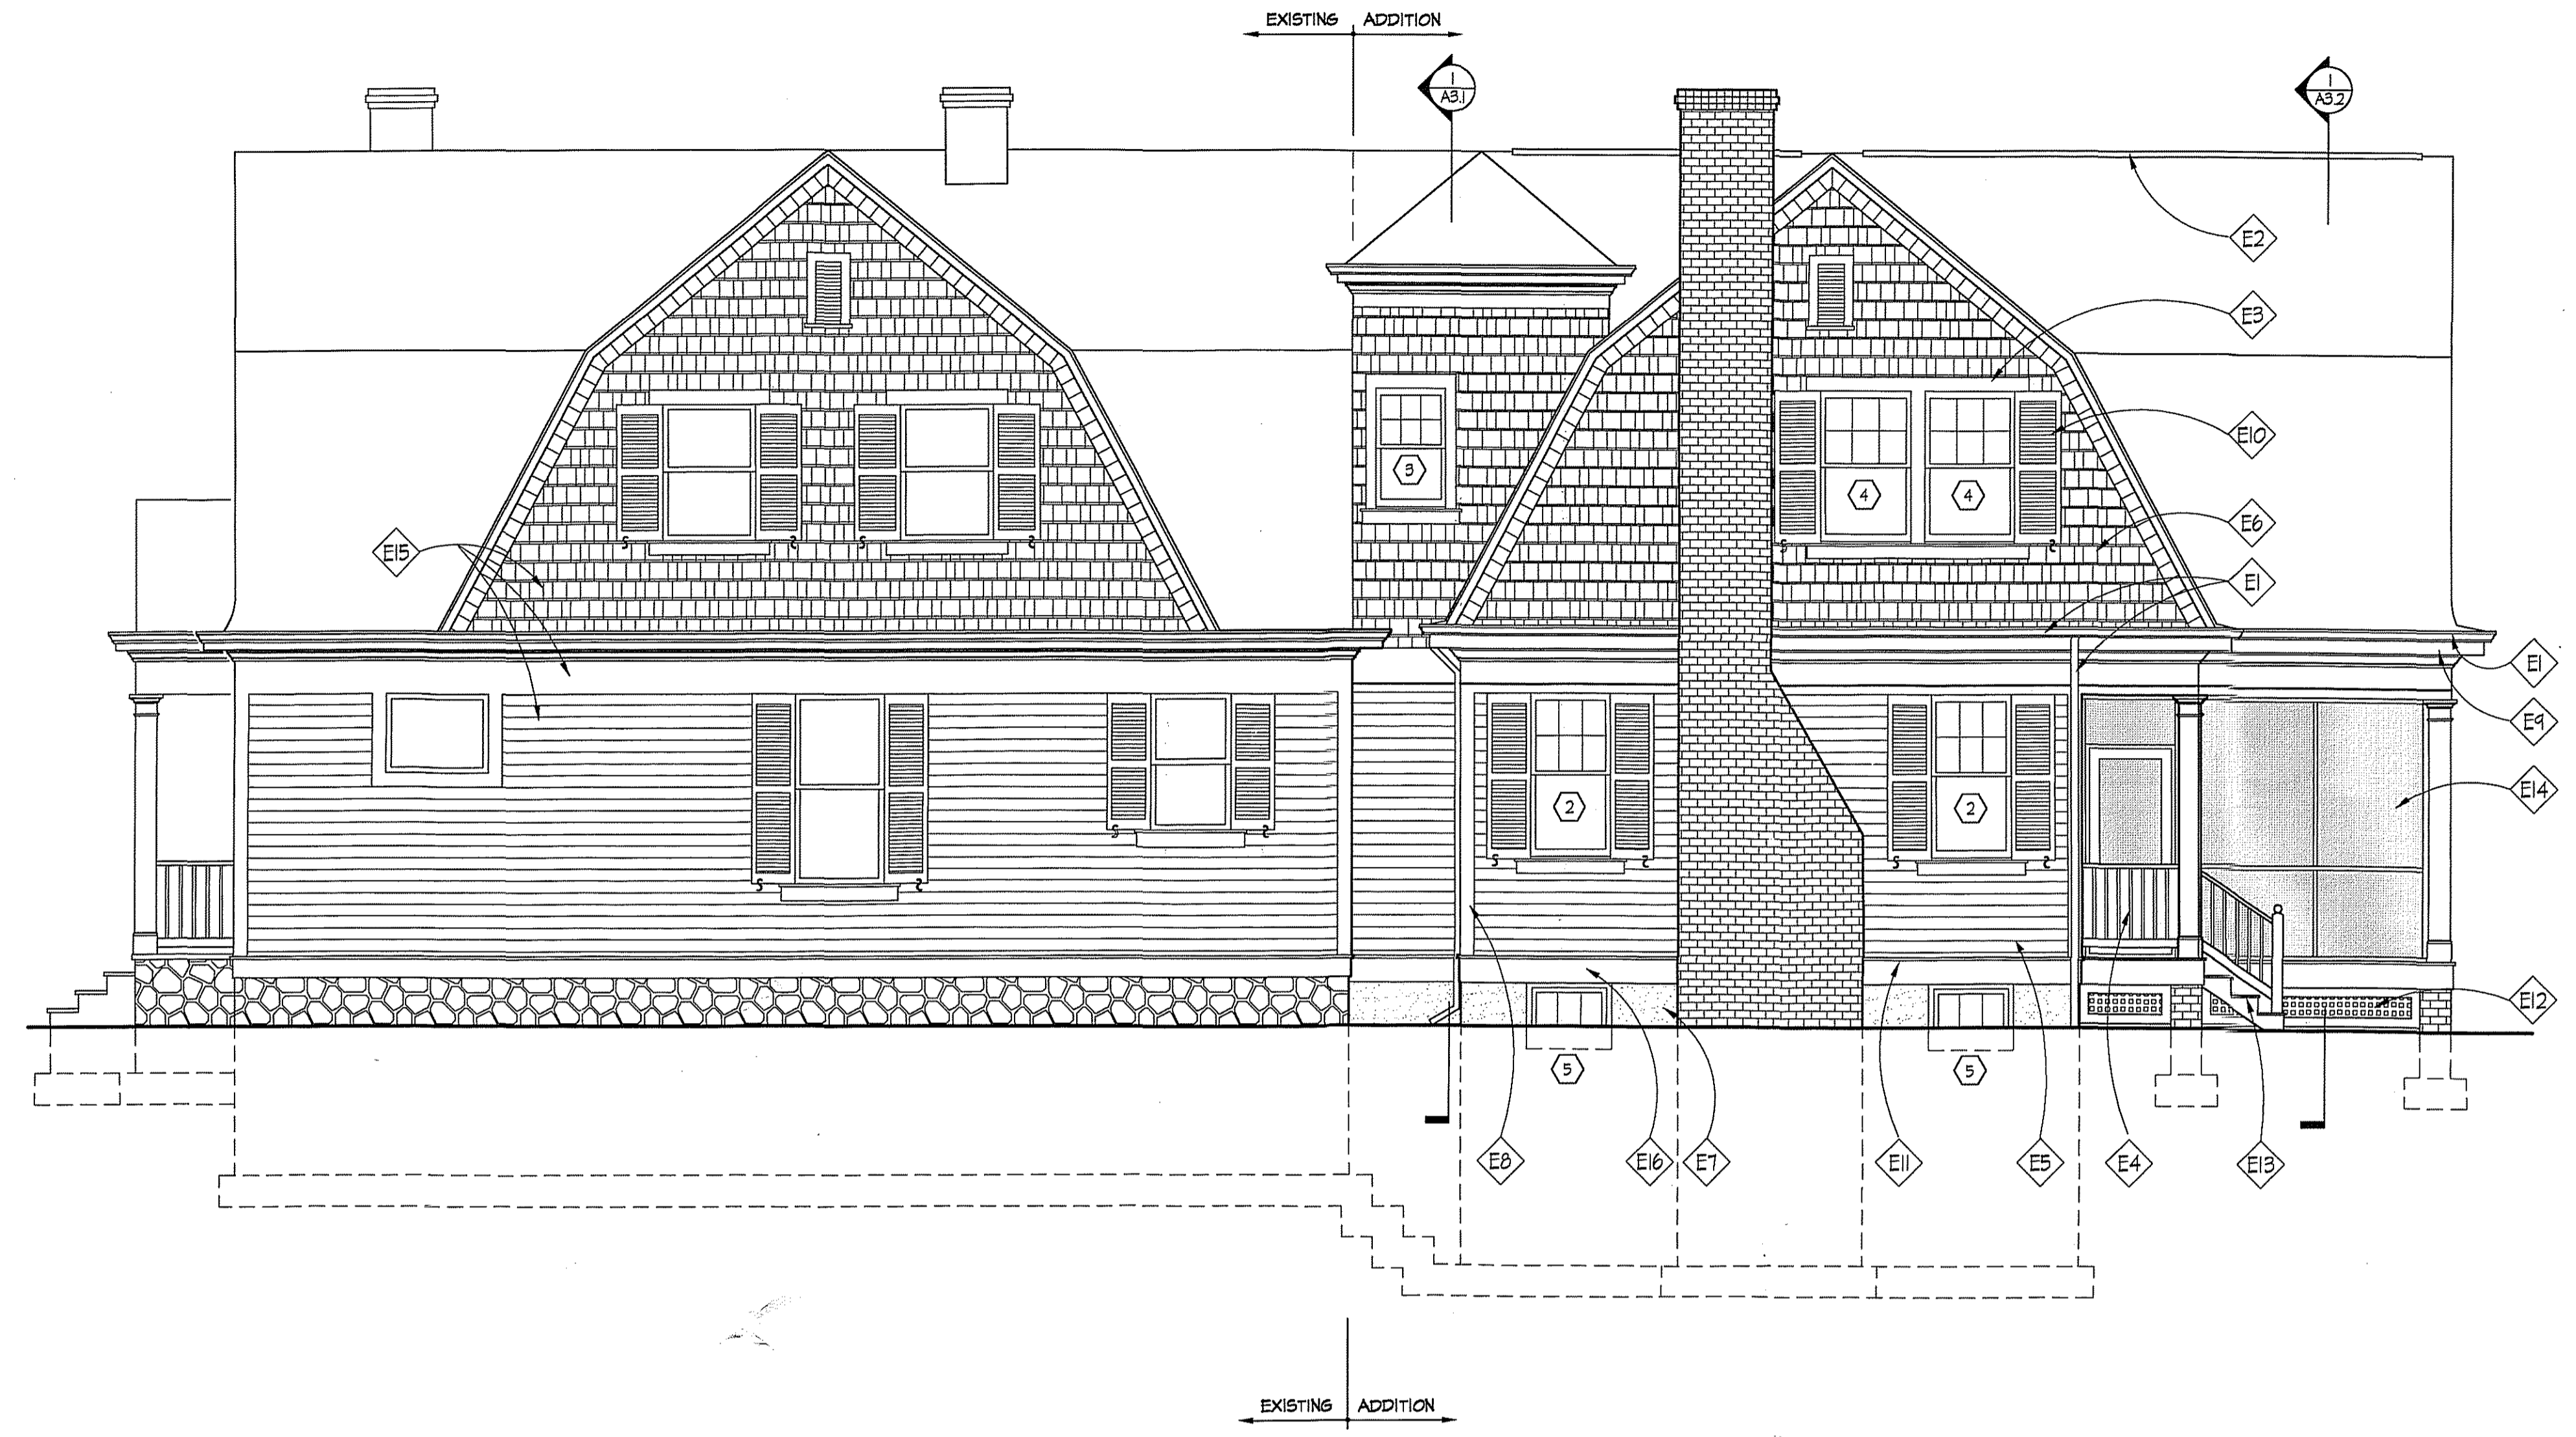 EXISTING ADDITION
1
A3.1
1
A3.2
E2
E3
E10
3
4
4
E6
E15
E1
E1
E9
E14
2
2
E12
5
5
E8
E16
E7
E11
E5
E4
E13
EXISTING ADDITION